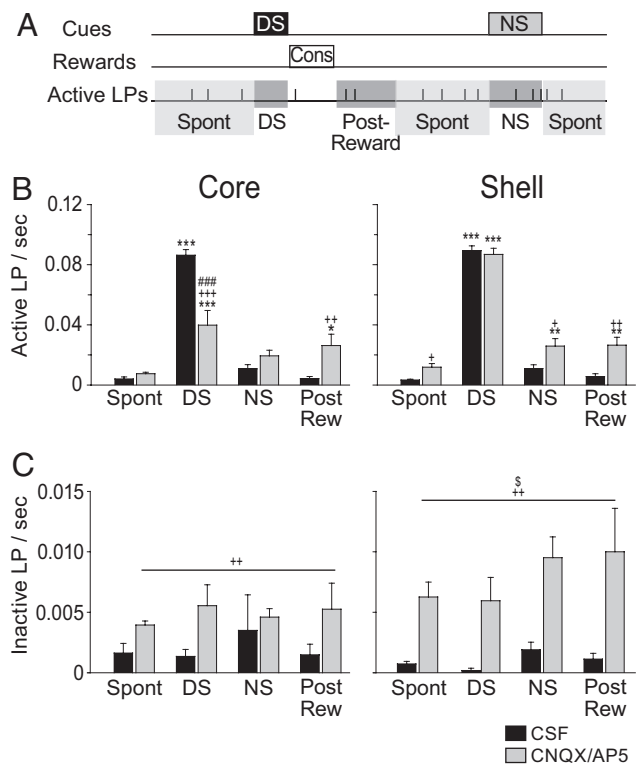 A
Cues
DS
NS
Rewards
Cons
Active LPs
Spont
DS
Post-
Reward
Spont
NS
Spont
B
Core
Shell
Active LP / sec
0.12
0.08
0.04
0
***
###
+++
***
++
*
***
***
+
+
**
‡‡
**
Spont
DS
NS
Post
Rew
Spont
DS
NS
Post
Rew
C
Inactive LP / sec
0.015
0.010
0.005
0
++
$
++
Spont
DS
NS
Post
Rew
Spont
DS
NS
Post
Rew
CSF
CNQX/AP5